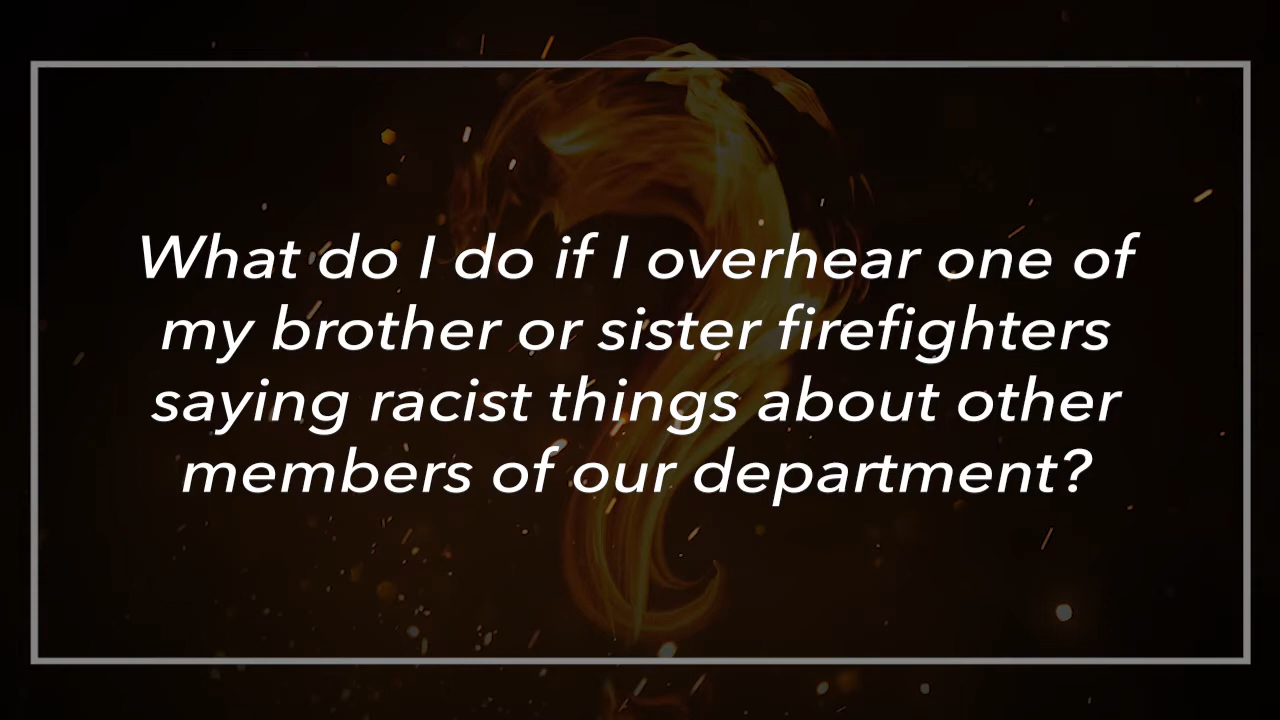 What do I do if I overhear one of
my brother or sister firefighters
saying racist things about other
members of our department?